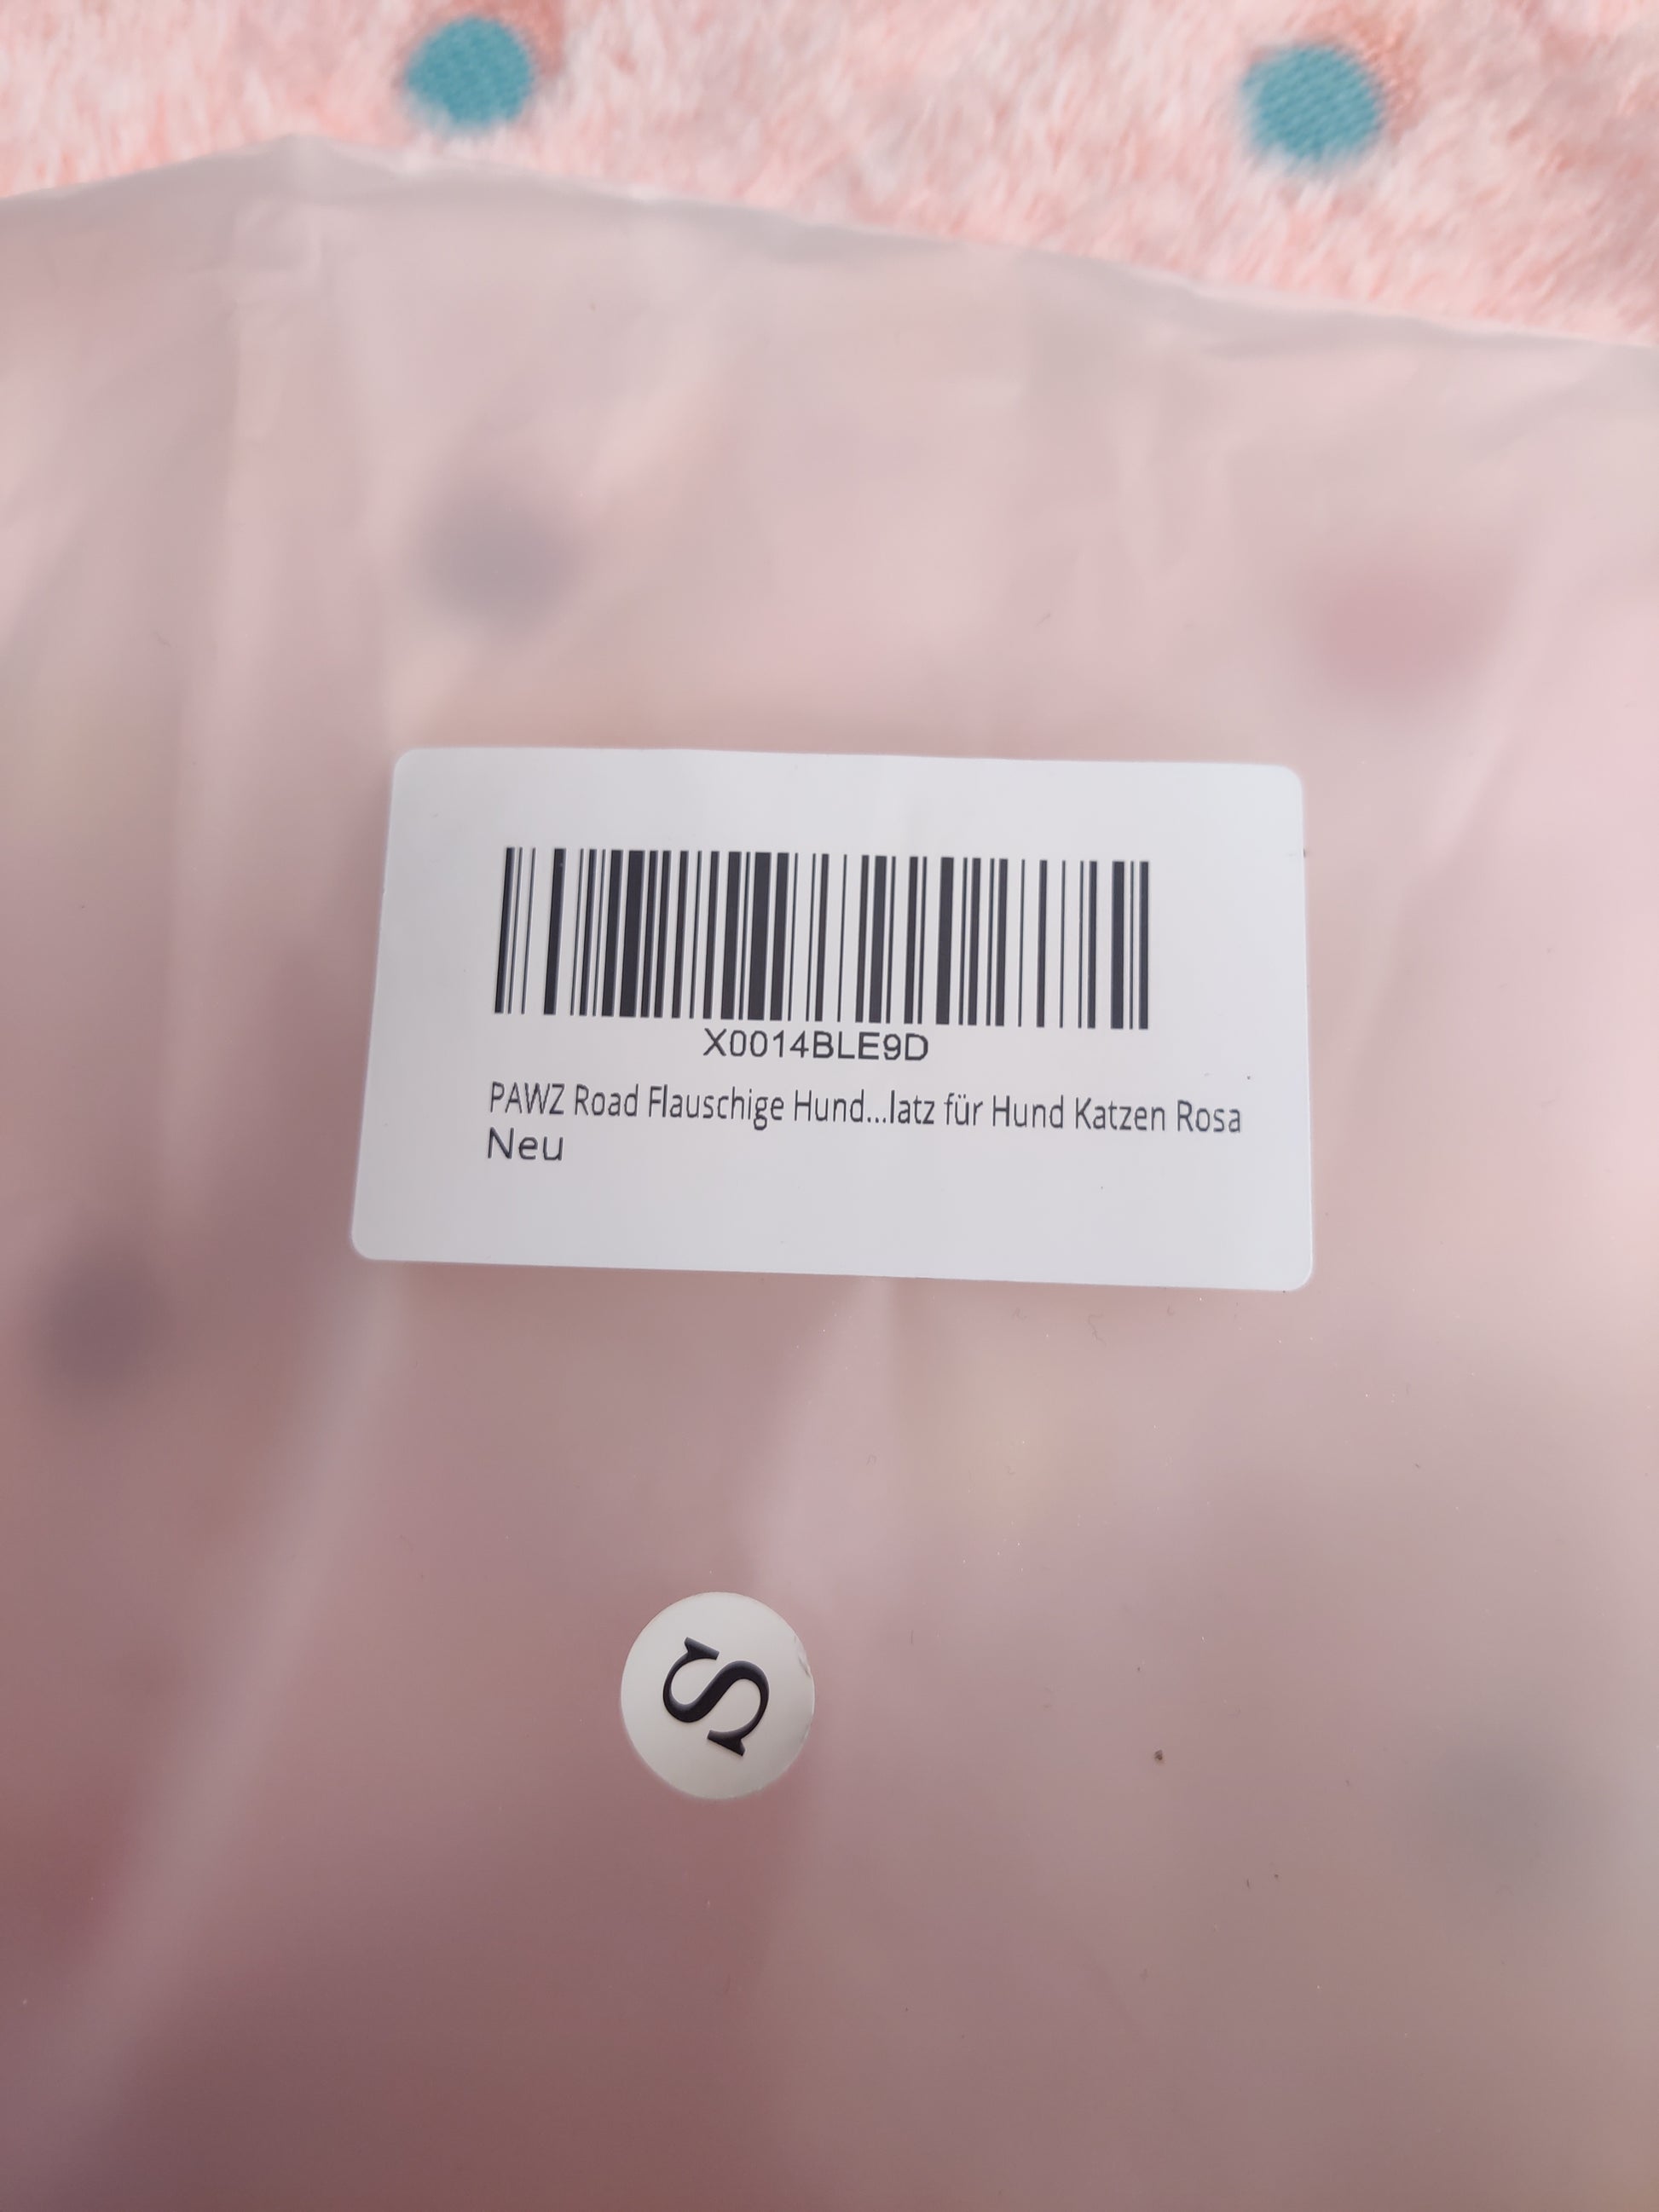 X0014BLE9D
PAWZ Road Flauschige Hund...latz für Hund Katzen Rosa
Neu
S